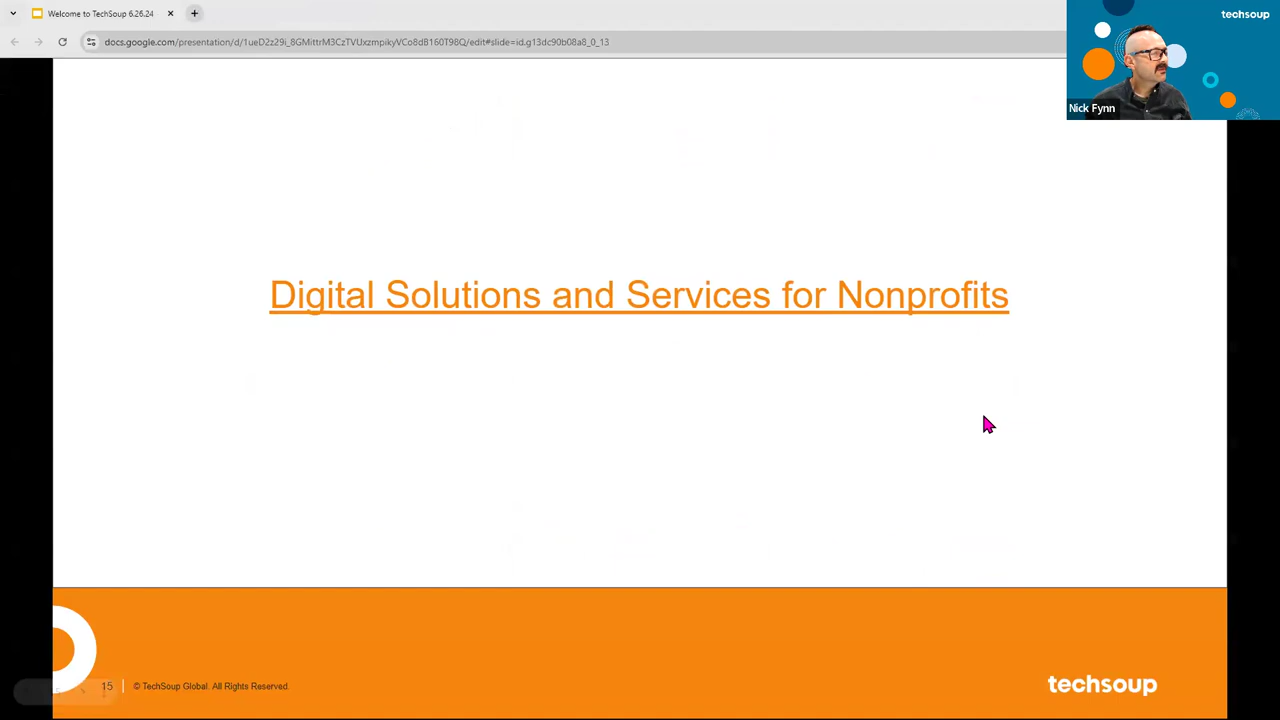 Welcome to TechSoup 6.26.24
docs.google.com/presentation/d/1ueD2z29i_8GMittrM3CzTVUxzmpikyVCo8dB160T98Q/edit#slide=id.g13dc90b08a8_0_13
techsoup
Nick Fynn
Digital Solutions and Services for Nonprofits
15
© TechSoup Global. All Rights Reserved.
techsoup